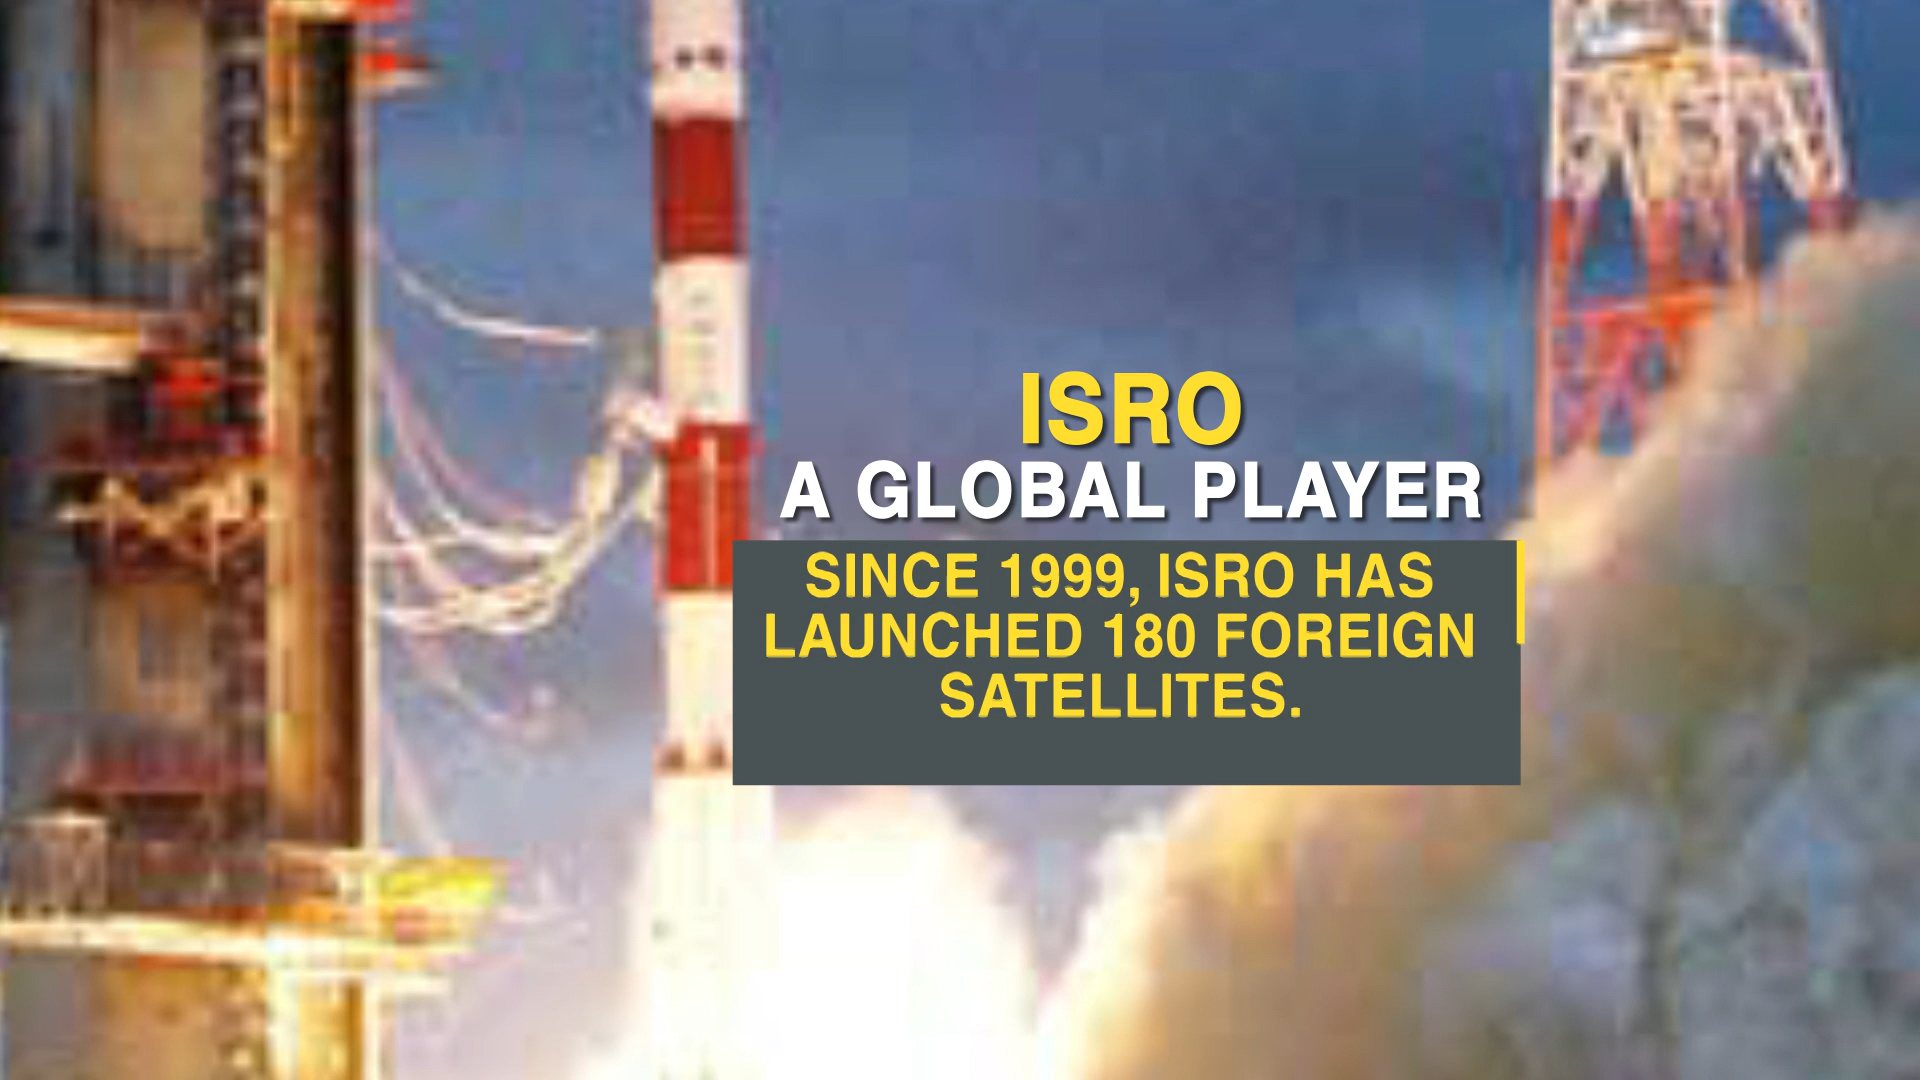 ISRO
A GLOBAL PLAYER
SINCE 1999, ISRO HAS
LAUNCHED 180 FOREIGN
SATELLITES.